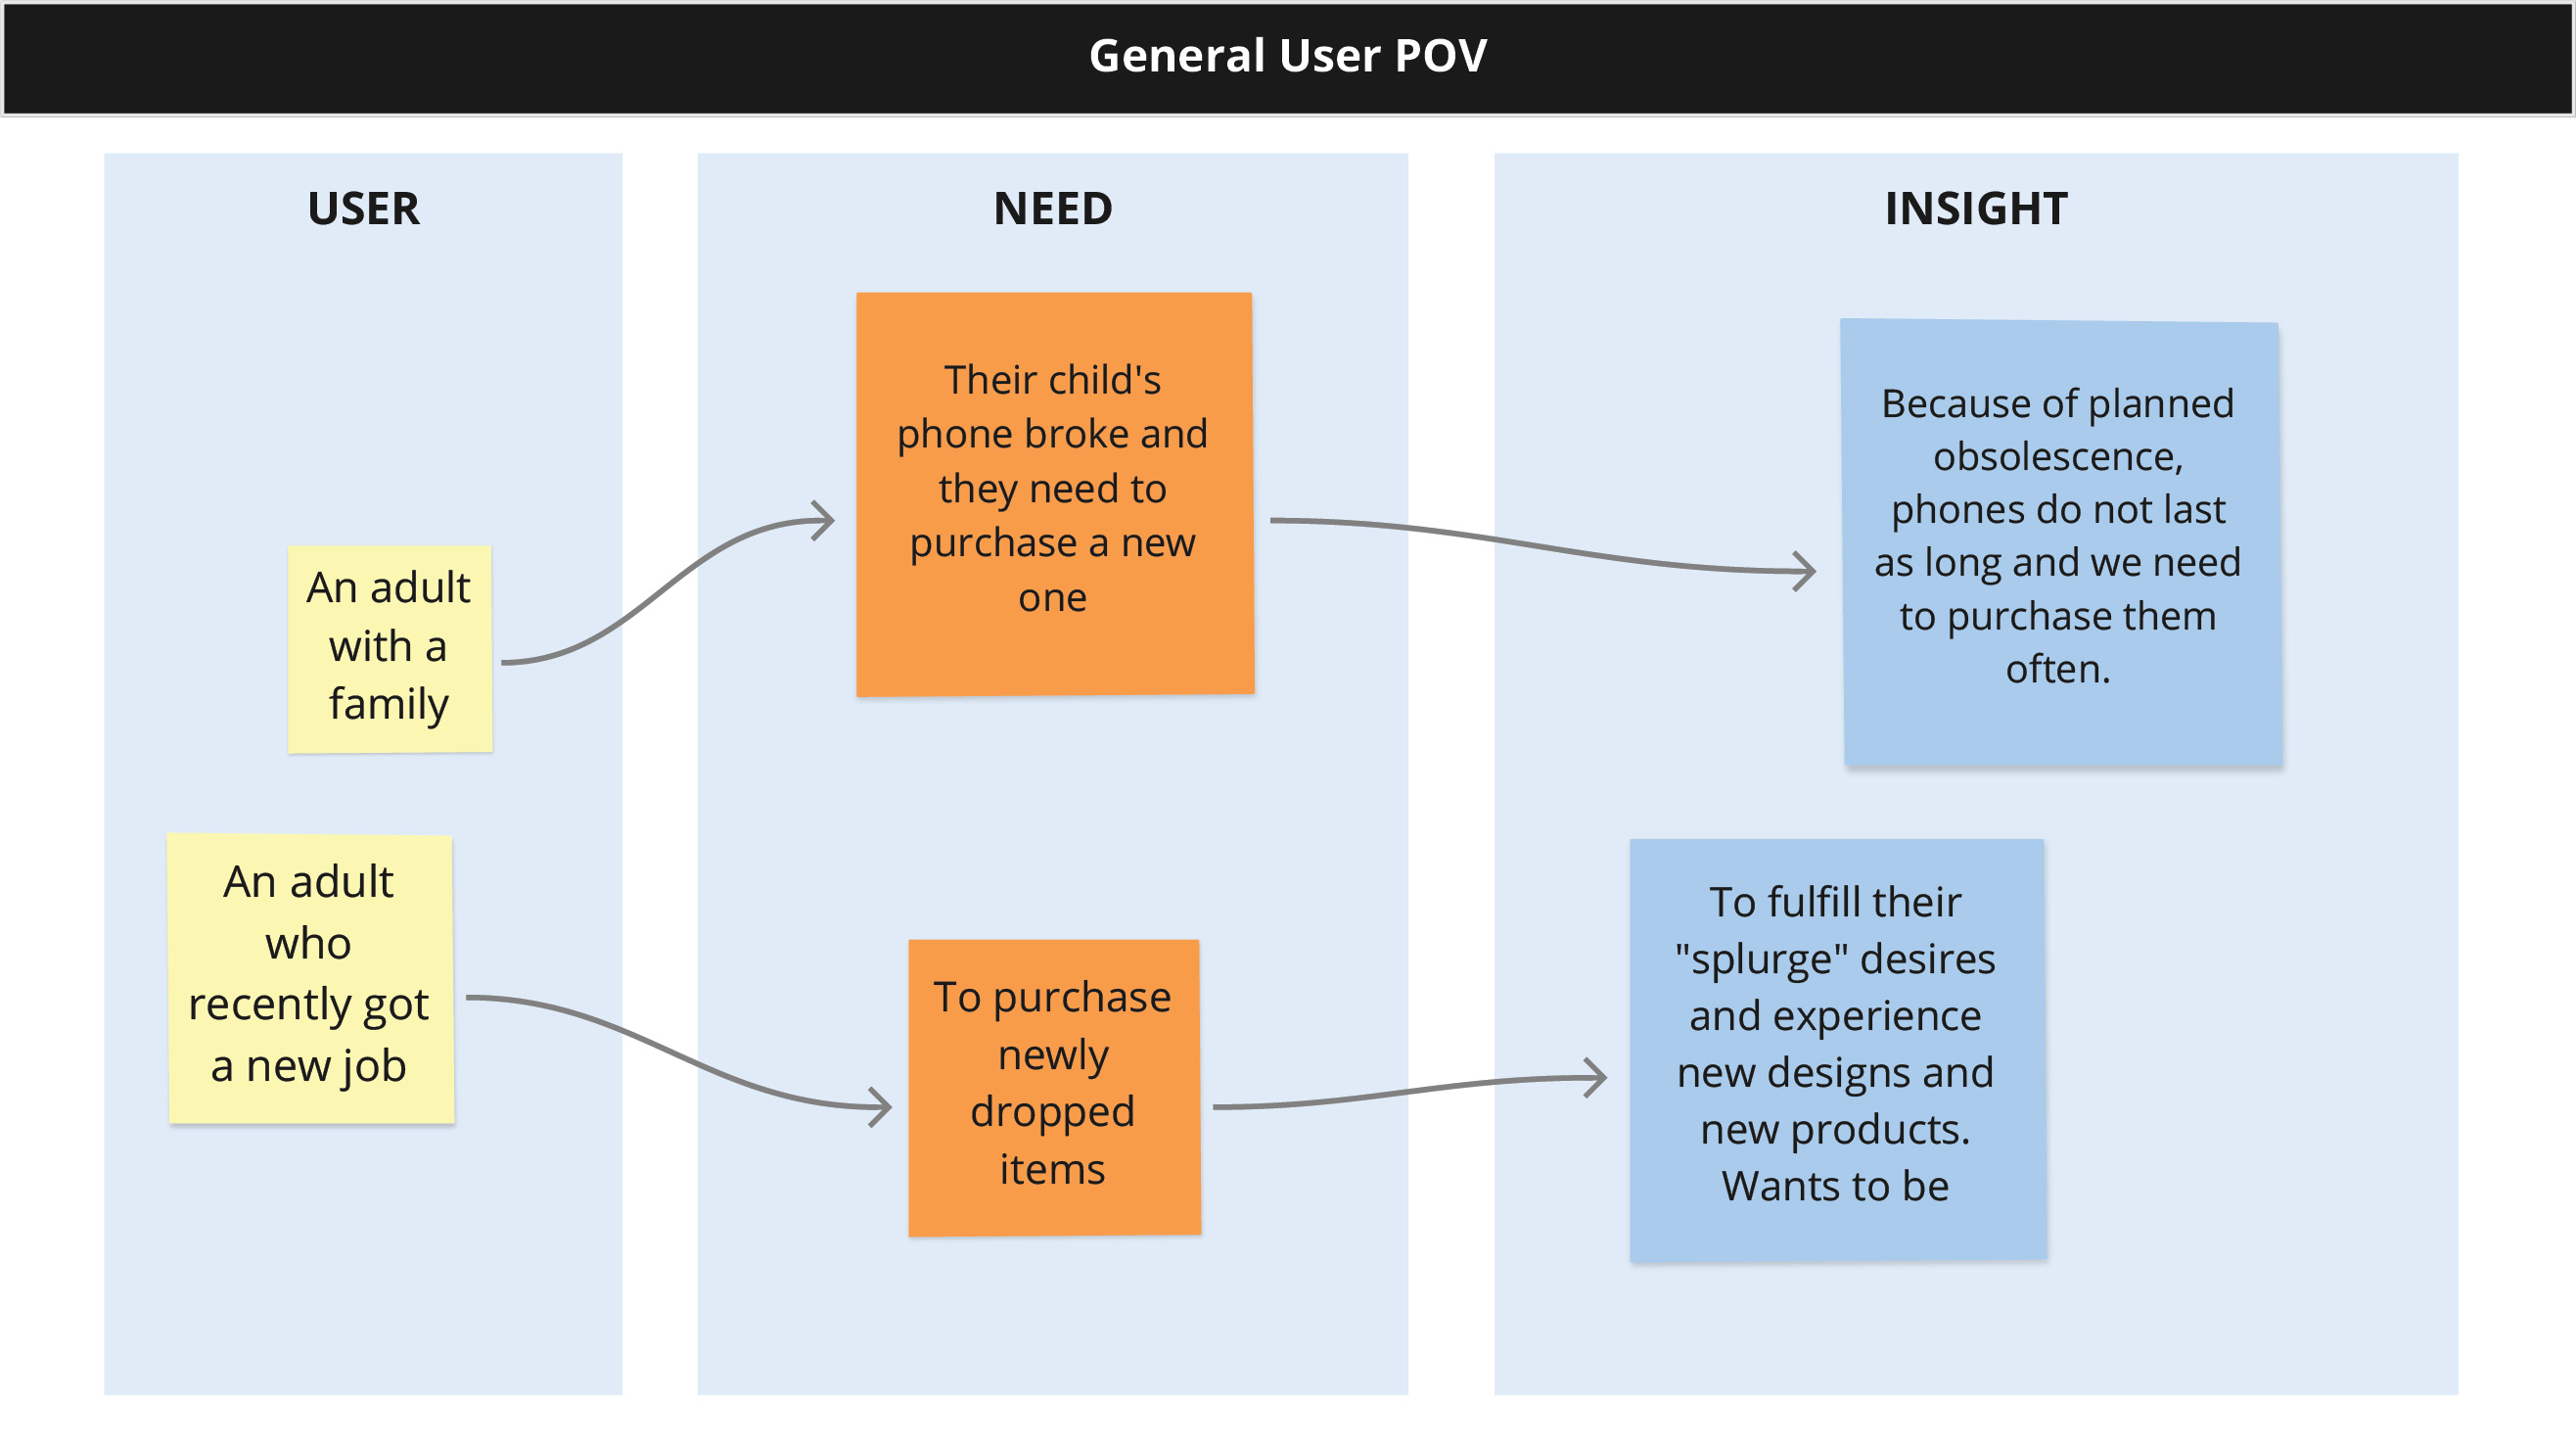 General User POV
USER
NEED
INSIGHT
An adult
with a
family
Their child's
phone broke and
they need to
purchase a new
one
Because of planned
obsolescence,
phones do not last
as long and we need
to purchase them
often.
An adult
who
recently got
a new job
To purchase
newly
dropped
items
To fulfill their
"splurge" desires
and experience
new designs and
new products.
Wants to be